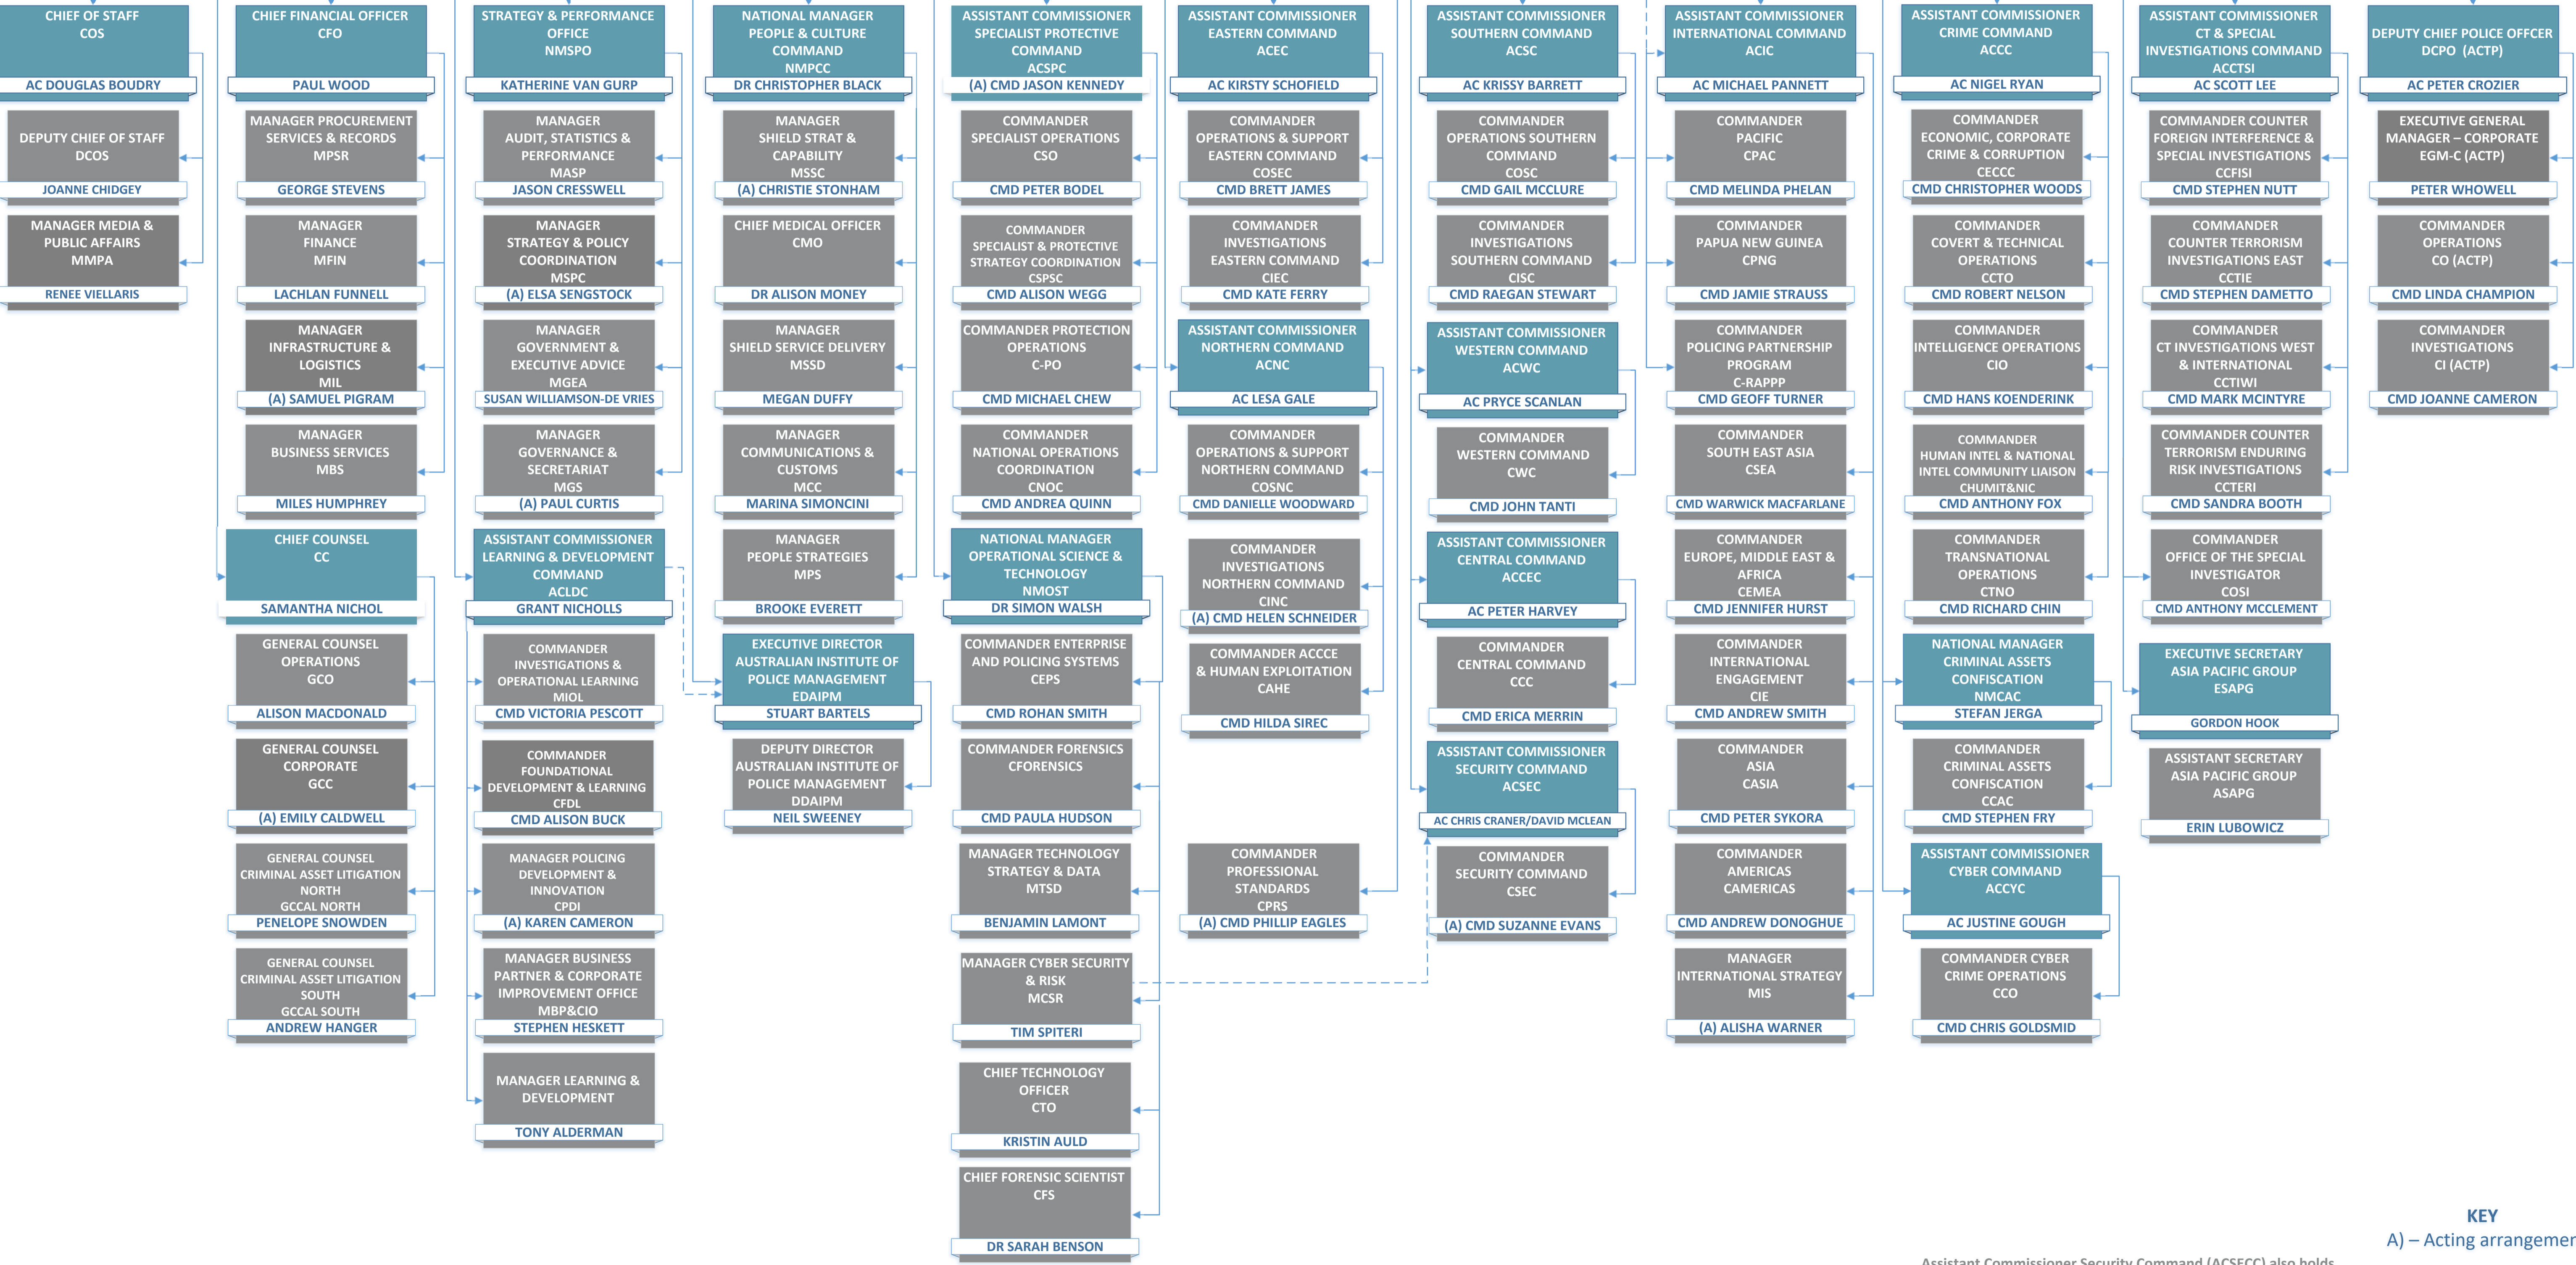 CHIEF OF STAFF
COS
AC DOUGLAS BOUDRY
DEPUTY CHIEF OF STAFF
DCOS
JOANNE CHIDGEY
MANAGER MEDIA &
PUBLIC AFFAIRS
MMPA
RENEE VIELLARIS
CHIEF FINANCIAL OFFICER
CFO
PAUL WOOD
MANAGER PROCUREMENT
SERVICES & RECORDS
MPSR
GEORGE STEVENS
MANAGER
FINANCE
MFIN
LACHLAN FUNNELL
MANAGER
INFRASTRUCTURE &
LOGISTICS
MIL
(A) SAMUEL PIGRAM
MANAGER
BUSINESS SERVICES
MBS
MILES HUMPHREY
CHIEF COUNSEL
CC
SAMANTHA NICHOL
GENERAL COUNSEL
OPERATIONS
GCO
ALISON MACDONALD
GENERAL COUNSEL
CORPORATE
GCC
(A) EMILY CALDWELL
GENERAL COUNSEL
CRIMINAL ASSET LITIGATION
NORTH
GCCAL NORTH
PENELOPE SNOWDEN
GENERAL COUNSEL
CRIMINAL ASSET LITIGATION
SOUTH
GCCAL SOUTH
ANDREW HANGER
STRATEGY & PERFORMANCE
OFFICE
NMSPO
KATHERINE VAN GURP
MANAGER
AUDIT, STATISTICS &
PERFORMANCE
MASP
JASON CRESSWELL
MANAGER
STRATEGY & POLICY
COORDINATION
MSPC
(A) ELSA SENGSTOCK
MANAGER
GOVERNMENT &
EXECUTIVE ADVICE
MGEA
SUSAN WILLIAMSON-DE VRIES
MANAGER
GOVERNANCE &
SECRETARIAT
MGS
(A) PAUL CURTIS
ASSISTANT COMMISSIONER
LEARNING & DEVELOPMENT
COMMAND
ACLDC
GRANT NICHOLLS
COMMANDER
INVESTIGATIONS &
OPERATIONAL LEARNING
MIOL
CMD VICTORIA PESCOTT
COMMANDER
FOUNDATIONAL
DEVELOPMENT & LEARNING
CFDL
CMD ALISON BUCK
MANAGER POLICING
DEVELOPMENT &
INNOVATION
CPDI
(A) KAREN CAMERON
MANAGER BUSINESS
PARTNER & CORPORATE
IMPROVEMENT OFFICE
MBP&CIO
STEPHEN HESKETT
MANAGER LEARNING &
DEVELOPMENT
TONY ALDERMAN
NATIONAL MANAGER
PEOPLE & CULTURE
COMMAND
NMPCC
DR CHRISTOPHER BLACK
MANAGER
SHIELD STRAT &
CAPABILITY
MSSC
(A) CHRISTIE STONHAM
CHIEF MEDICAL OFFICER
CMO
DR ALISON MONEY
MANAGER
SHIELD SERVICE DELIVERY
MSSD
MEGAN DUFFY
MANAGER
COMMUNICATIONS &
CUSTOMS
MCC
MARINA SIMONCINI
MANAGER
PEOPLE STRATEGIES
MPS
BROOKE EVERETT
EXECUTIVE DIRECTOR
AUSTRALIAN INSTITUTE OF
POLICE MANAGEMENT
EDAIPM
STUART BARTELS
DEPUTY DIRECTOR
AUSTRALIAN INSTITUTE OF
POLICE MANAGEMENT
DDAIPM
NEIL SWEENEY
ASSISTANT COMMISSIONER
SPECIALIST PROTECTIVE
COMMAND
ACSPC
(A) CMD JASON KENNEDY
COMMANDER
SPECIALIST OPERATIONS
CSO
CMD PETER BODEL
COMMANDER
SPECIALIST & PROTECTIVE
STRATEGY COORDINATION
CSPSC
CMD ALISON WEGG
COMMANDER PROTECTION
OPERATIONS
C-PO
CMD MICHAEL CHEW
COMMANDER
NATIONAL OPERATIONS
COORDINATION
CNOC
CMD ANDREA QUINN
NATIONAL MANAGER
OPERATIONAL SCIENCE &
TECHNOLOGY
NMOST
DR SIMON WALSH
COMMANDER ENTERPRISE
AND POLICING SYSTEMS
CEPS
CMD ROHAN SMITH
COMMANDER FORENSICS
CFORENSICS
CMD PAULA HUDSON
MANAGER TECHNOLOGY
STRATEGY & DATA
MTSD
BENJAMIN LAMONT
MANAGER CYBER SECURITY
& RISK
MCSR
TIM SPITERI
CHIEF TECHNOLOGY
OFFICER
CTO
KRISTIN AULD
CHIEF FORENSIC SCIENTIST
CFS
DR SARAH BENSON
ASSISTANT COMMISSIONER
EASTERN COMMAND
ACEC
AC KIRSTY SCHOFIELD
COMMANDER
OPERATIONS & SUPPORT
EASTERN COMMAND
COSEC
CMD BRETT JAMES
COMMANDER
INVESTIGATIONS
EASTERN COMMAND
CIEC
CMD KATE FERRY
ASSISTANT COMMISSIONER
NORTHERN COMMAND
ACNC
AC LESA GALE
COMMANDER
OPERATIONS & SUPPORT
NORTHERN COMMAND
COSNC
CMD DANIELLE WOODWARD
COMMANDER
INVESTIGATIONS
NORTHERN COMMAND
CINC
(A) CMD HELEN SCHNEIDER
COMMANDER ACCCE
& HUMAN EXPLOITATION
CAHE
CMD HILDA SIREC
COMMANDER
PROFESSIONAL
STANDARDS
CPRS
(A) CMD PHILLIP EAGLES
ASSISTANT COMMISSIONER
SOUTHERN COMMAND
ACSC
AC KRISSY BARRETT
COMMANDER
OPERATIONS SOUTHERN
COMMAND
COSC
CMD GAIL MCCLURE
COMMANDER
INVESTIGATIONS
SOUTHERN COMMAND
CISC
CMD RAEGAN STEWART
ASSISTANT COMMISSIONER
WESTERN COMMAND
ACWC
AC PRYCE SCANLAN
COMMANDER
WESTERN COMMAND
CWC
CMD JOHN TANTI
ASSISTANT COMMISSIONER
CENTRAL COMMAND
ACCEC
AC PETER HARVEY
COMMANDER
CENTRAL COMMAND
CCC
CMD ERICA MERRIN
ASSISTANT COMMISSIONER
SECURITY COMMAND
ACSEC
AC CHRIS CRANER/DAVID MCLEAN
COMMANDER
SECURITY COMMAND
CSEC
(A) CMD SUZANNE EVANS
ASSISTANT COMMISSIONER
INTERNATIONAL COMMAND
ACIC
AC MICHAEL PANNETT
COMMANDER
PACIFIC
CPAC
CMD MELINDA PHELAN
COMMANDER
PAPUA NEW GUINEA
CPNG
CMD JAMIE STRAUSS
COMMANDER
POLICING PARTNERSHIP
PROGRAM
C-RAPPP
CMD GEOFF TURNER
COMMANDER
SOUTH EAST ASIA
CSEA
CMD WARWICK MACFARLANE
COMMANDER
EUROPE, MIDDLE EAST &
AFRICA
CEMEA
CMD JENNIFER HURST
COMMANDER
INTERNATIONAL
ENGAGEMENT
CIE
CMD ANDREW SMITH
COMMANDER
ASIA
CASIA
CMD PETER SYKORA
COMMANDER
AMERICAS
CAMERICAS
CMD ANDREW DONOGHUE
MANAGER
INTERNATIONAL STRATEGY
MIS
(A) ALISHA WARNER
ASSISTANT COMMISSIONER
CRIME COMMAND
ACCC
AC NIGEL RYAN
COMMANDER
ECONOMIC, CORPORATE
CRIME & CORRUPTION
CECCC
CMD CHRISTOPHER WOODS
COMMANDER
COVERT & TECHNICAL
OPERATIONS
CCTO
CMD ROBERT NELSON
COMMANDER
INTELLIGENCE OPERATIONS
CIO
CMD HANS KOENDERINK
COMMANDER
HUMAN INTEL & NATIONAL
INTEL COMMUNITY LIAISON
CHUMIT&NIC
CMD ANTHONY FOX
COMMANDER
TRANSNATIONAL
OPERATIONS
CTNO
CMD RICHARD CHIN
NATIONAL MANAGER
CRIMINAL ASSETS
CONFISCATION
NMCAC
STEFAN JERGA
COMMANDER
CRIMINAL ASSETS
CONFISCATION
CCAC
CMD STEPHEN FRY
ASSISTANT COMMISSIONER
CYBER COMMAND
ACCYC
AC JUSTINE GOUGH
COMMANDER CYBER
CRIME OPERATIONS
CCO
CMD CHRIS GOLDSMID
ASSISTANT COMMISSIONER
CT & SPECIAL
INVESTIGATIONS COMMAND
ACCTSI
AC SCOTT LEE
COMMANDER COUNTER
FOREIGN INTERFERENCE &
SPECIAL INVESTIGATIONS
CCFISI
CMD STEPHEN NUTT
COMMANDER
COUNTER TERRORISM
INVESTIGATIONS EAST
CCTIE
CMD STEPHEN DAMETTO
COMMANDER
CT INVESTIGATIONS WEST
& INTERNATIONAL
CCTIWI
CMD MARK MCINTYRE
COMMANDER COUNTER
TERRORISM ENDURING
RISK INVESTIGATIONS
CCTERI
CMD SANDRA BOOTH
COMMANDER
OFFICE OF THE SPECIAL
INVESTIGATOR
COSI
CMD ANTHONY MCCLEMENT
EXECUTIVE SECRETARY
ASIA PACIFIC GROUP
ESAPG
GORDON HOOK
ASSISTANT SECRETARY
ASIA PACIFIC GROUP
ASAPG
ERIN LUBOWICZ
DEPUTY CHIEF POLICE OFFCER
DCPO (ACTP)
AC PETER CROZIER
EXECUTIVE GENERAL
MANAGER – CORPORATE
EGM-C (ACTP)
PETER WHOWELL
COMMANDER
OPERATIONS
CO (ACTP)
CMD LINDA CHAMPION
COMMANDER
INVESTIGATIONS
CI (ACTP)
CMD JOANNE CAMERON
KEY
A) – Acting arrangemen
Assistant Commissioner Security Command (ACSECC) also holds